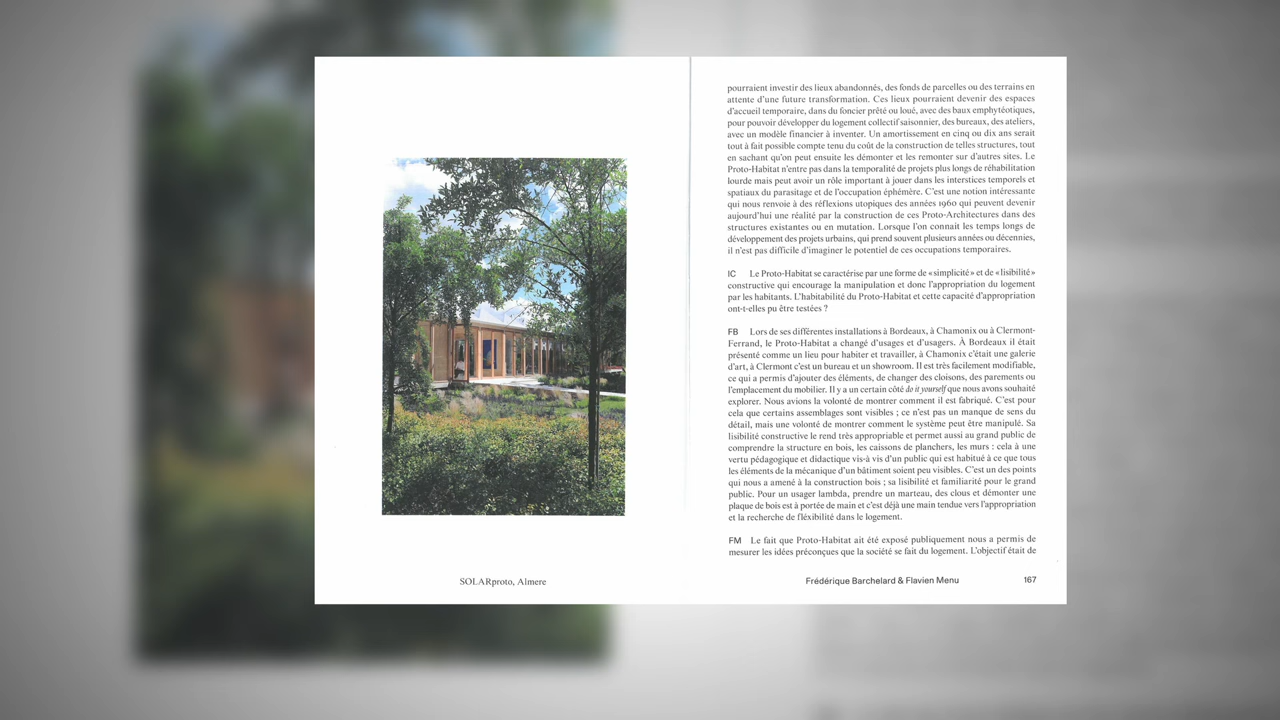 SOLARproto, Almere
pourraient investir des lieux abandonnés, des fonds de parcelles ou des terrains en
attente d'une future transformation. Ces lieux pourraient devenir des espaces
d'accueil temporaire, dans du foncier prêté ou loué, avec des baux emphytéotiques,
pour pouvoir développer du logement collectif saisonnier, des bureaux, des ateliers,
avec un modèle financier à inventer. Un amortissement en cinq ou dix ans serait
tout à fait possible compte tenu du coût de la construction de telles structures, tout
en sachant qu'on peut ensuite les démonter et les remonter sur d'autres sites. Le
Proto-Habitat n'entre pas dans la temporalité de projets plus longs de réhabilitation
lourde mais peut avoir un rôle important à jouer dans les interstices temporels et
spatiaux du parasitage et de l'occupation éphémère. C'est une notion intéressante
qui nous renvoie à des réflexions utopiques des années 1960 qui peuvent devenir
aujourd'hui une réalité par la construction de ces Proto-Architectures dans des
structures existantes ou en mutation. Lorsque l'on connait les temps longs de
développement des projets urbains, qui prend souvent plusieurs années ou décennies,
il n'est pas difficile d'imaginer le potentiel de ces occupations temporaires.
IC Le Proto-Habitat se caractérise par une forme de «simplicité» et de «lisibilité»
constructive qui encourage la manipulation et donc l'appropriation du logement
par les habitants. L'habitabilité du Proto-Habitat et cette capacité d'appropriation
ont-t-elles pu être testées ?
FB Lors de ses différentes installations à Bordeaux, à Chamonix ou à Clermont-
Ferrand, le Proto-Habitat a changé d'usages et d'usagers. À Bordeaux il était
présenté comme un lieu pour habiter et travailler, à Chamonix c'était une galerie
d'art, à Clermont c'est un bureau et un showroom. Il est très facilement modifiable,
ce qui a permis d'ajouter des éléments, de changer des cloisons, des parements ou
l'emplacement du mobilier. Il y a un certain côté do it yourself que nous avons souhaité
explorer. Nous avions la volonté de montrer comment il est fabriqué. C'est pour
cela que certains assemblages sont visibles ; ce n'est pas un manque de sens du
détail, mais une volonté de montrer comment le système peut être manipulé. Sa
lisibilité constructive le rend très appropriable et permet aussi au grand public de
comprendre la structure en bois, les caissons de planchers, les murs : cela à une
vertu pédagogique et didactique vis-à vis d'un public qui est habitué à ce que tous
les éléments de la mécanique d'un bâtiment soient peu visibles. C'est un des points
qui nous a amené à la construction bois ; sa lisibilité et familiarité pour le grand
public. Pour un usager lambda, prendre un marteau, des clous et démonter une
plaque de bois est à portée de main et c'est déjà une main tendue vers l'appropriation
et la recherche de fléxibilité dans le logement.
FM Le fait que Proto-Habitat ait été exposé publiquement nous a permis de
mesurer les idées préconçues que la société se fait du logement. L'objectif était de
Frédérique Barchelard & Flavien Menu 167